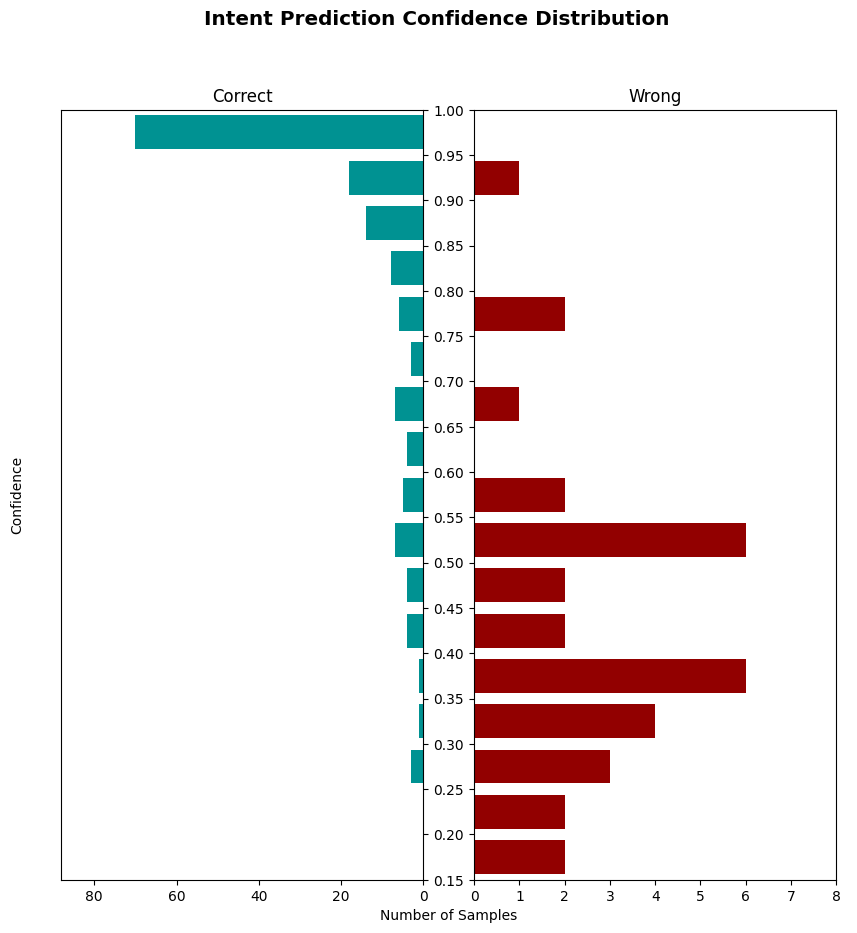 Intent Prediction Confidence Distribution
Correct
Wrong
Confidence
1.00
0.95
0.90
0.85
0.80
0.75
0.70
0.65
0.60
0.55
0.50
0.45
0.40
0.35
0.30
0.25
0.20
0.15
80 60 40 20 0
0 1 2 3 4 5 6 7 8
Number of Samples